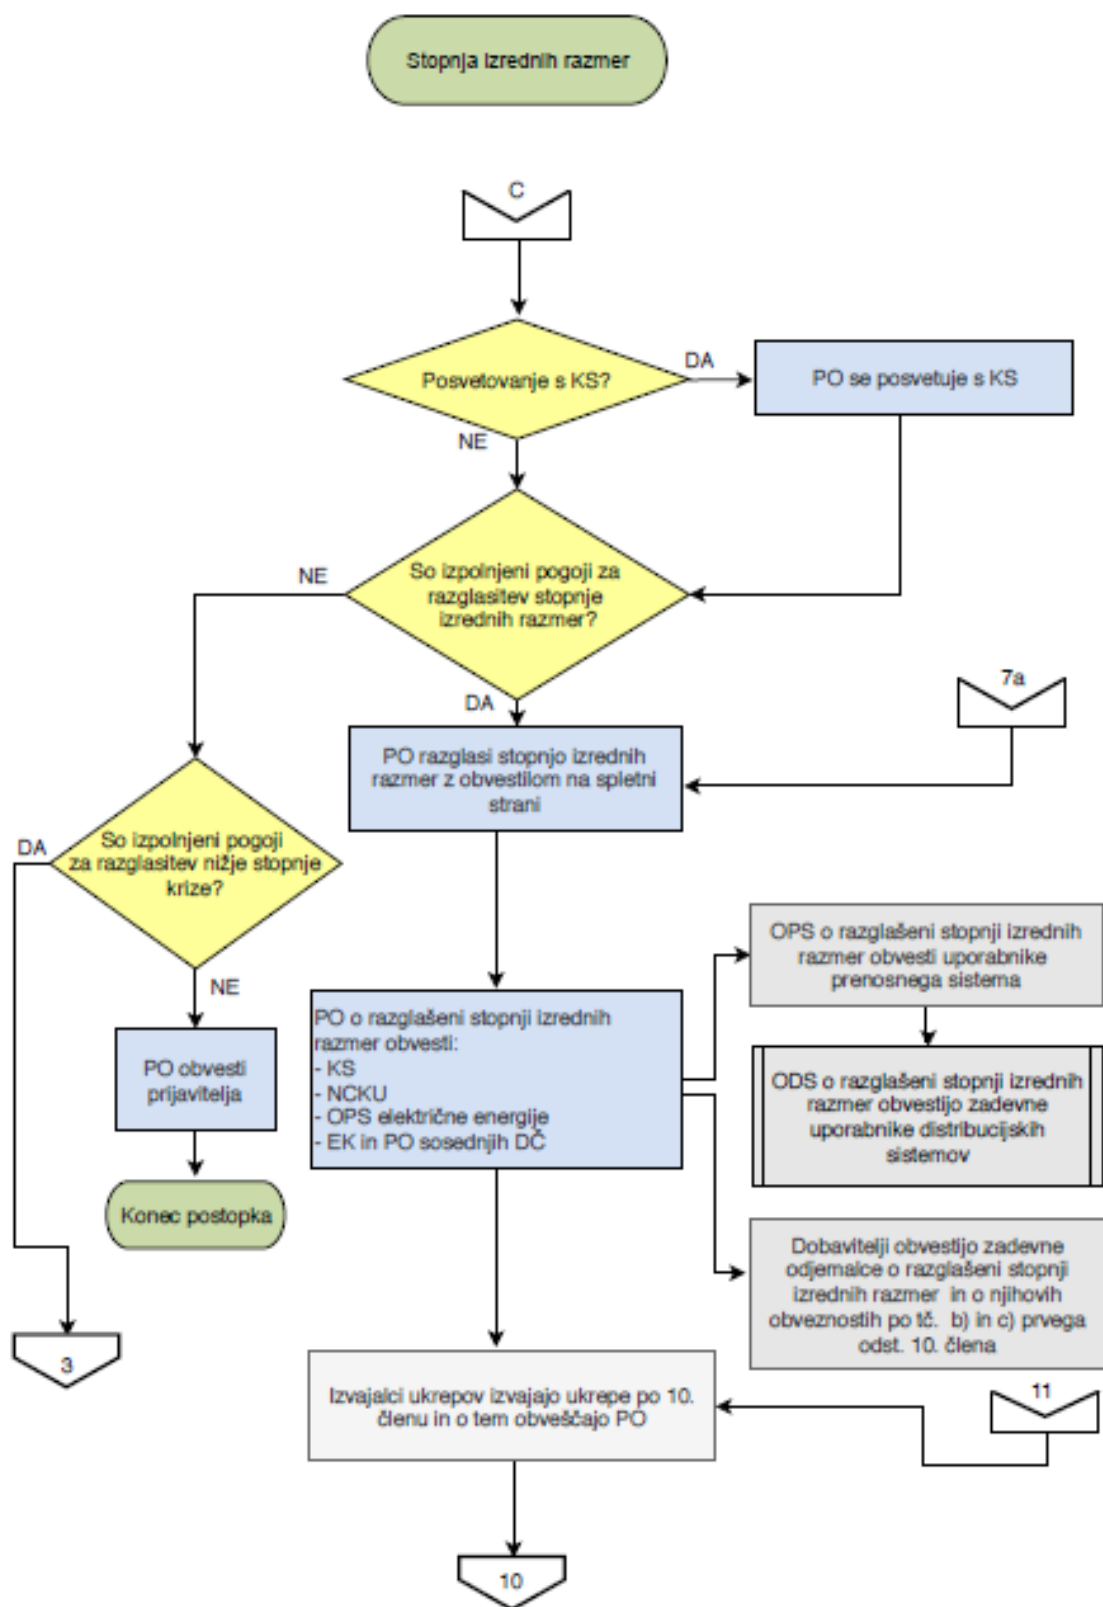 Stopnja izrednih razmer
C
Posvetovanje s KS?
DA
PO se posvetuje s KS
NE
So izpolnjeni pogoji za
razglasitev stopnje
izrednih razmer?
NE
DA
7a
PO razglasi stopnjo izrednih
razmer z obvestilom na spletni
strani
So izpolnjeni pogoji
za razglasitev nižje stopnje
krize?
DA
NE
PO obvesti
prijavitelja
Konec postopka
3
PO o razglašeni stopnji izrednih
razmer obvesti:
- KS
- NCKU
- OPS električne energije
- EK in PO sosednjih DČ
OPS o razglašeni stopnji izrednih
razmer obvesti uporabnike
prenosnega sistema
ODS o razglašeni stopnji izrednih
razmer obvestijo zadevne
uporabnike distribucijskih
sistemov
Dobavitelji obvestijo zadevne
odjemalce o razglašeni stopnji
izrednih razmer in o njihovih
obveznostih po tč. b) in c) prvega
odst. 10. člena
11
Izvajalci ukrepov izvajajo ukrepe po 10.
členu in o tem obveščajo PO
10